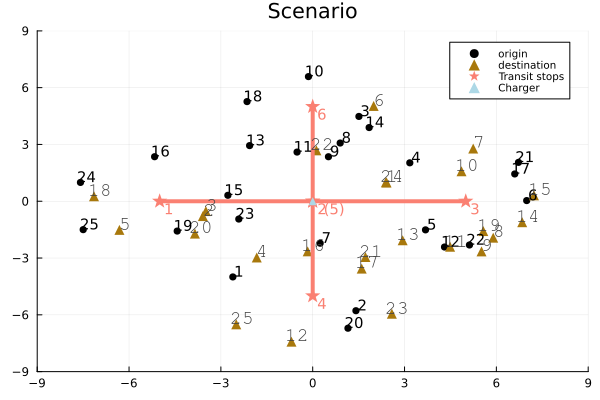 Scenario
9
origin
destination
Transit stops
Charger
10
6
18 6
3 6 14
13 8 7
3
16 11 22 9 21
4 10 17
24 24
18 15 15
0 1 2(5) 3
3
23 14
25 5 19 20 5 19
7 13 8
16 12 11 22 9
-3
4 21
1 17
2 23
-6
25 20
12
-9
-9 -6 -3 0 3 6 9